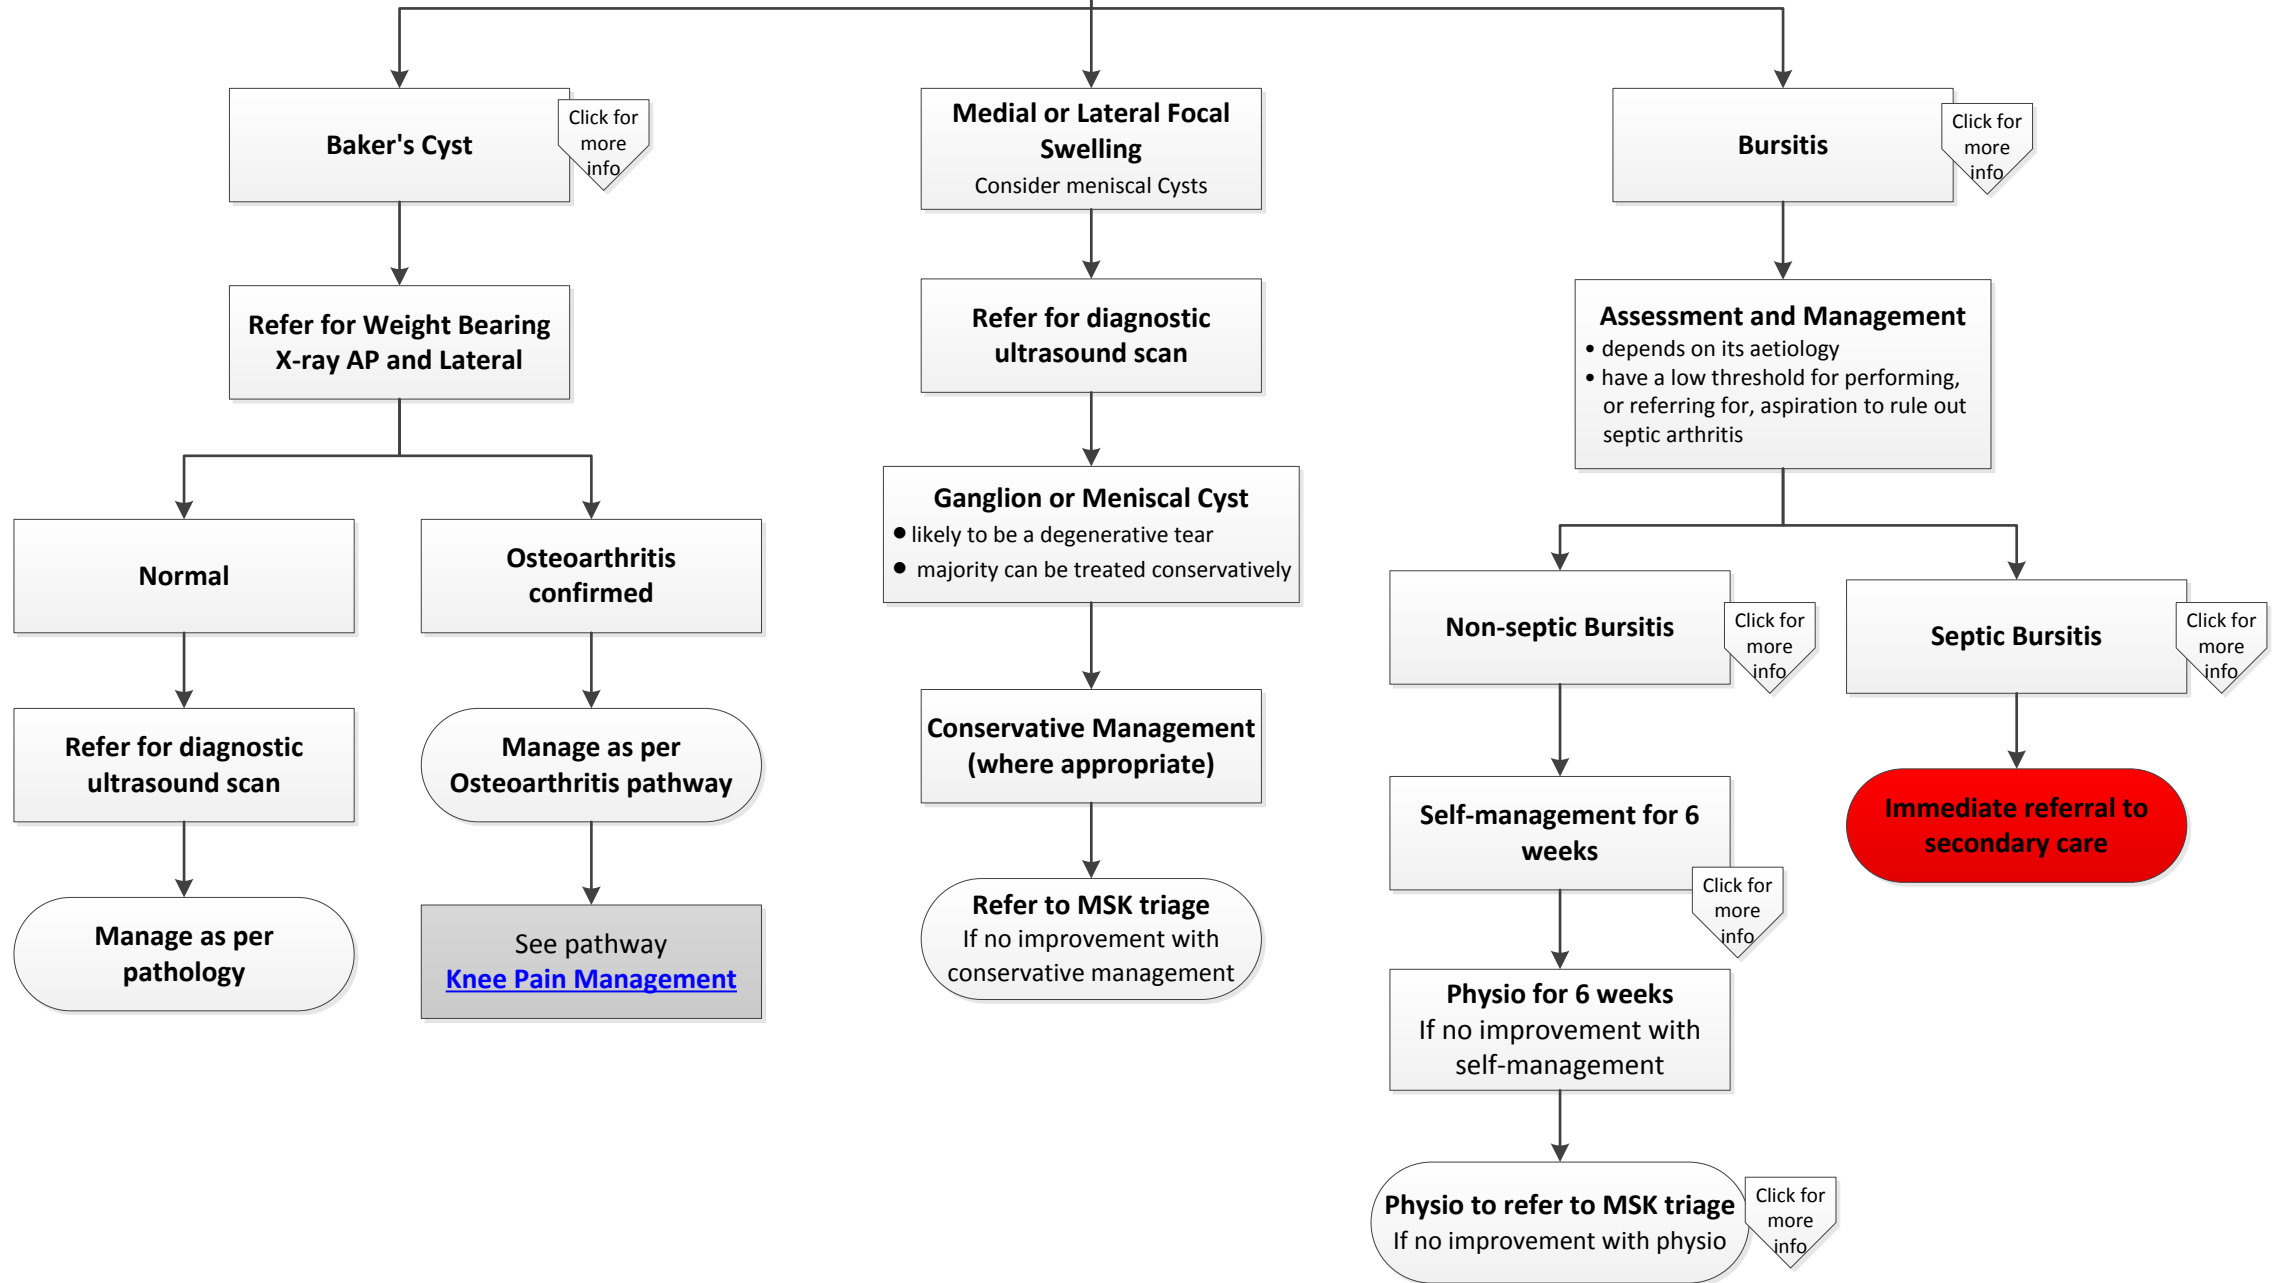 Baker's Cyst
Click for
more
info
Refer for Weight Bearing
X-ray AP and Lateral
Normal
Refer for diagnostic
ultrasound scan
Manage as per
pathology
Osteoarthritis
confirmed
Manage as per
Osteoarthritis pathway
See pathway
Knee Pain Management
Medial or Lateral Focal
Swelling
Consider meniscal Cysts
Refer for diagnostic
ultrasound scan
Ganglion or Meniscal Cyst
• likely to be a degenerative tear
• majority can be treated conservatively
Conservative Management
(where appropriate)
Refer to MSK triage
If no improvement with
conservative management
Bursitis
Click for
more
info
Assessment and Management
• depends on its aetiology
• have a low threshold for performing,
or referring for, aspiration to rule out
septic arthritis
Non-septic Bursitis
Click for
more
info
Self-management for 6
weeks
Click for
more
info
Physio for 6 weeks
If no improvement with
self-management
Physio to refer to MSK triage
If no improvement with physio
Click for
more
info
Septic Bursitis
Click for
more
info
Immediate referral to
secondary care